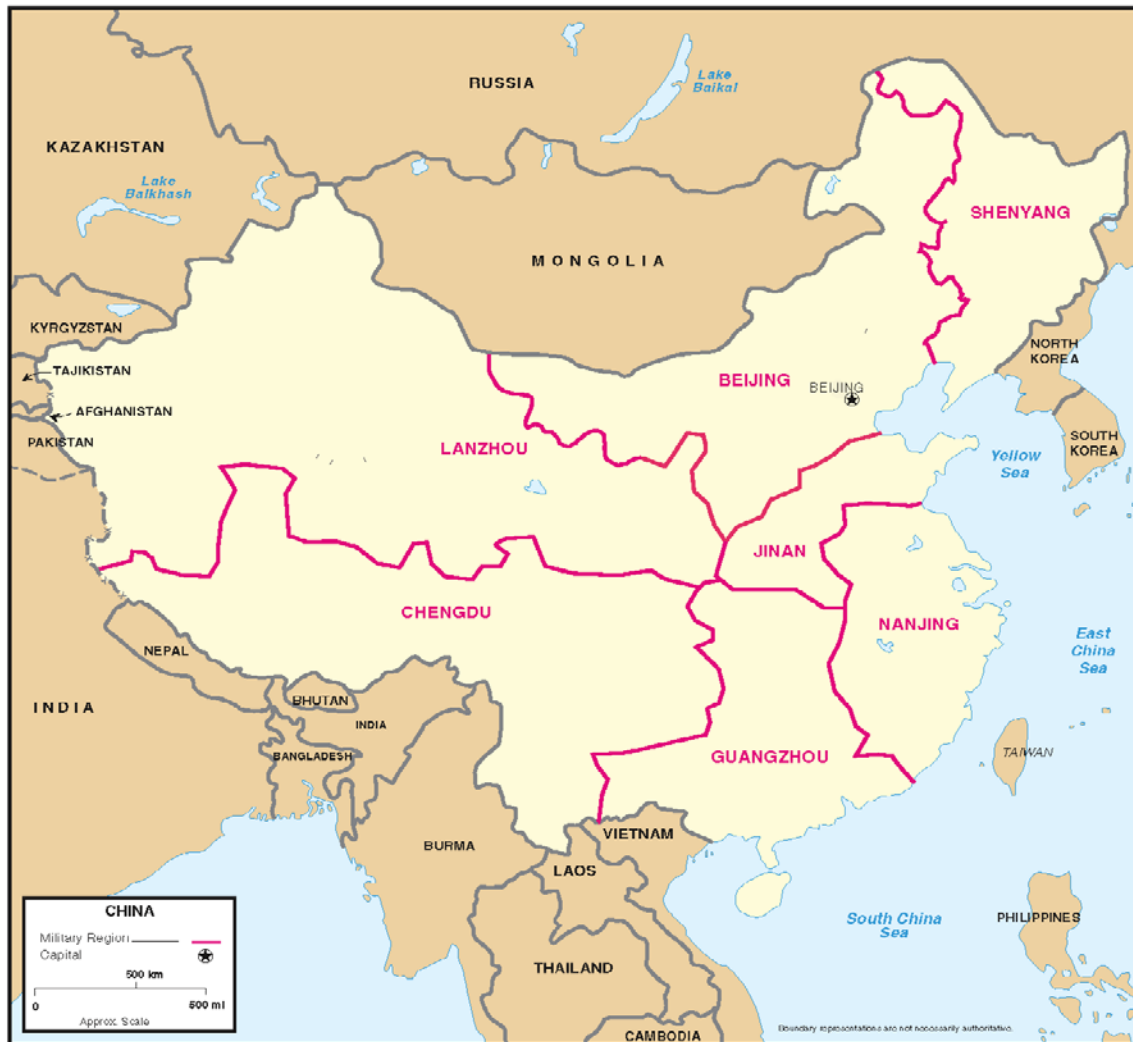 RUSSIA
Lake
Baikal
KAZAKHSTAN
Lake
Balkhash
SHENYANG
MONGOLIA
KYRGYZSTAN
NORTH
KOREA
TAJIKISTAN
BEIJING
BEIJING
AFGHANISTAN
PAKISTAN
LANZHOU
SOUTH
KOREA
Yellow
Sea
JINAN
CHENGDU
NANJING
East
China
Sea
NEPAL
INDIA
BHUTAN
INDIA
BANGLADESH
GUANGZHOU
TAIWAN
BURMA
VIETNAM
LAOS
South China
Sea
PHILIPPINES
THAILAND
CAMBODIA
CHINA
Military Region
Capital
500 km
0
500 mi
Approx. Scale
Boundary representations are not necessarily authoritative.